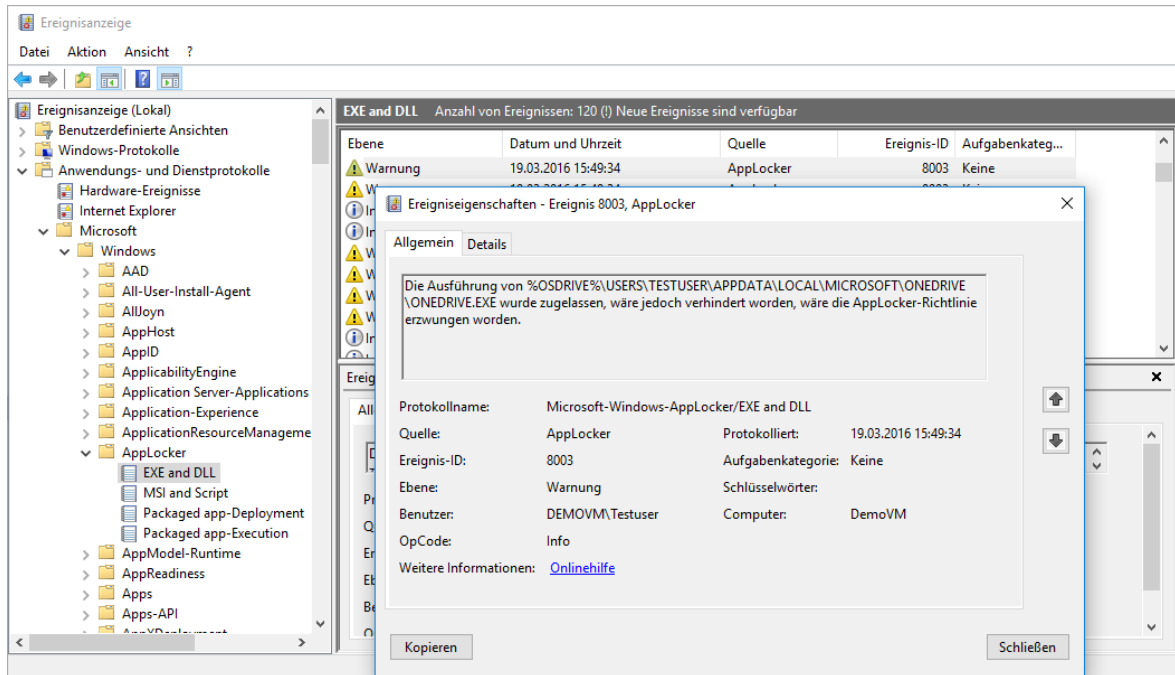 Ereignisanzeige
Datei Aktion Ansicht ?
Ereignisanzeige (Lokal)
Benutzerdefinierte Ansichten
Windows-Protokolle
Anwendungs- und Dienstprotokolle
Hardware-Ereignisse
Internet Explorer
Microsoft
Windows
AAD
All-User-Install-Agent
AllJoyn
AppHost
AppID
ApplicabilityEngine
Application Server-Applications
Application-Experience
ApplicationResourceManageme
AppLocker
EXE and DLL
MSI and Script
Packaged app-Deployment
Packaged app-Execution
AppModel-Runtime
AppReadiness
Apps
Apps-API
EXE and DLL Anzahl von Ereignissen: 120 (!) Neue Ereignisse sind verfügbar
Ebene Datum und Uhrzeit Quelle Ereignis-ID Aufgabenkateg...
Warnung 19.03.2016 15:49:34 AppLocker 8003 Keine
Ereigniseigenschaften - Ereignis 8003, AppLocker
Allgemein Details
Die Ausführung von %OSDRIVE%\USERS\TESTUSER\APPDATA\LOCAL\MICROSOFT\ONEDRIVE
\ONEDRIVE.EXE wurde zugelassen, wäre jedoch verhindert worden, wäre die AppLocker-Richtlinie
erzwungen worden.
Protokollname: Microsoft-Windows-AppLocker/EXE and DLL
Quelle: AppLocker Protokolliert: 19.03.2016 15:49:34
Ereignis-ID: 8003 Aufgabenkategorie: Keine
Ebene: Warnung Schlüsselwörter:
Benutzer: DEMOVM\Testuser Computer: DemoVM
OpCode: Info
Weitere Informationen: Onlinehilfe
Kopieren Schließen